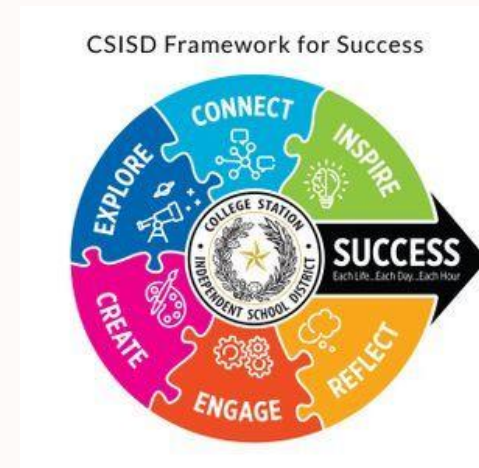 CSISD Framework for Success
CONNECT
INSPIRE
EXPLORE
COLLEGE STATION
INDEPENDENT SCHOOL DISTRICT
SUCCESS
Each Life...Each Day...Each Hour
CREATE
ENGAGE
REFLECT